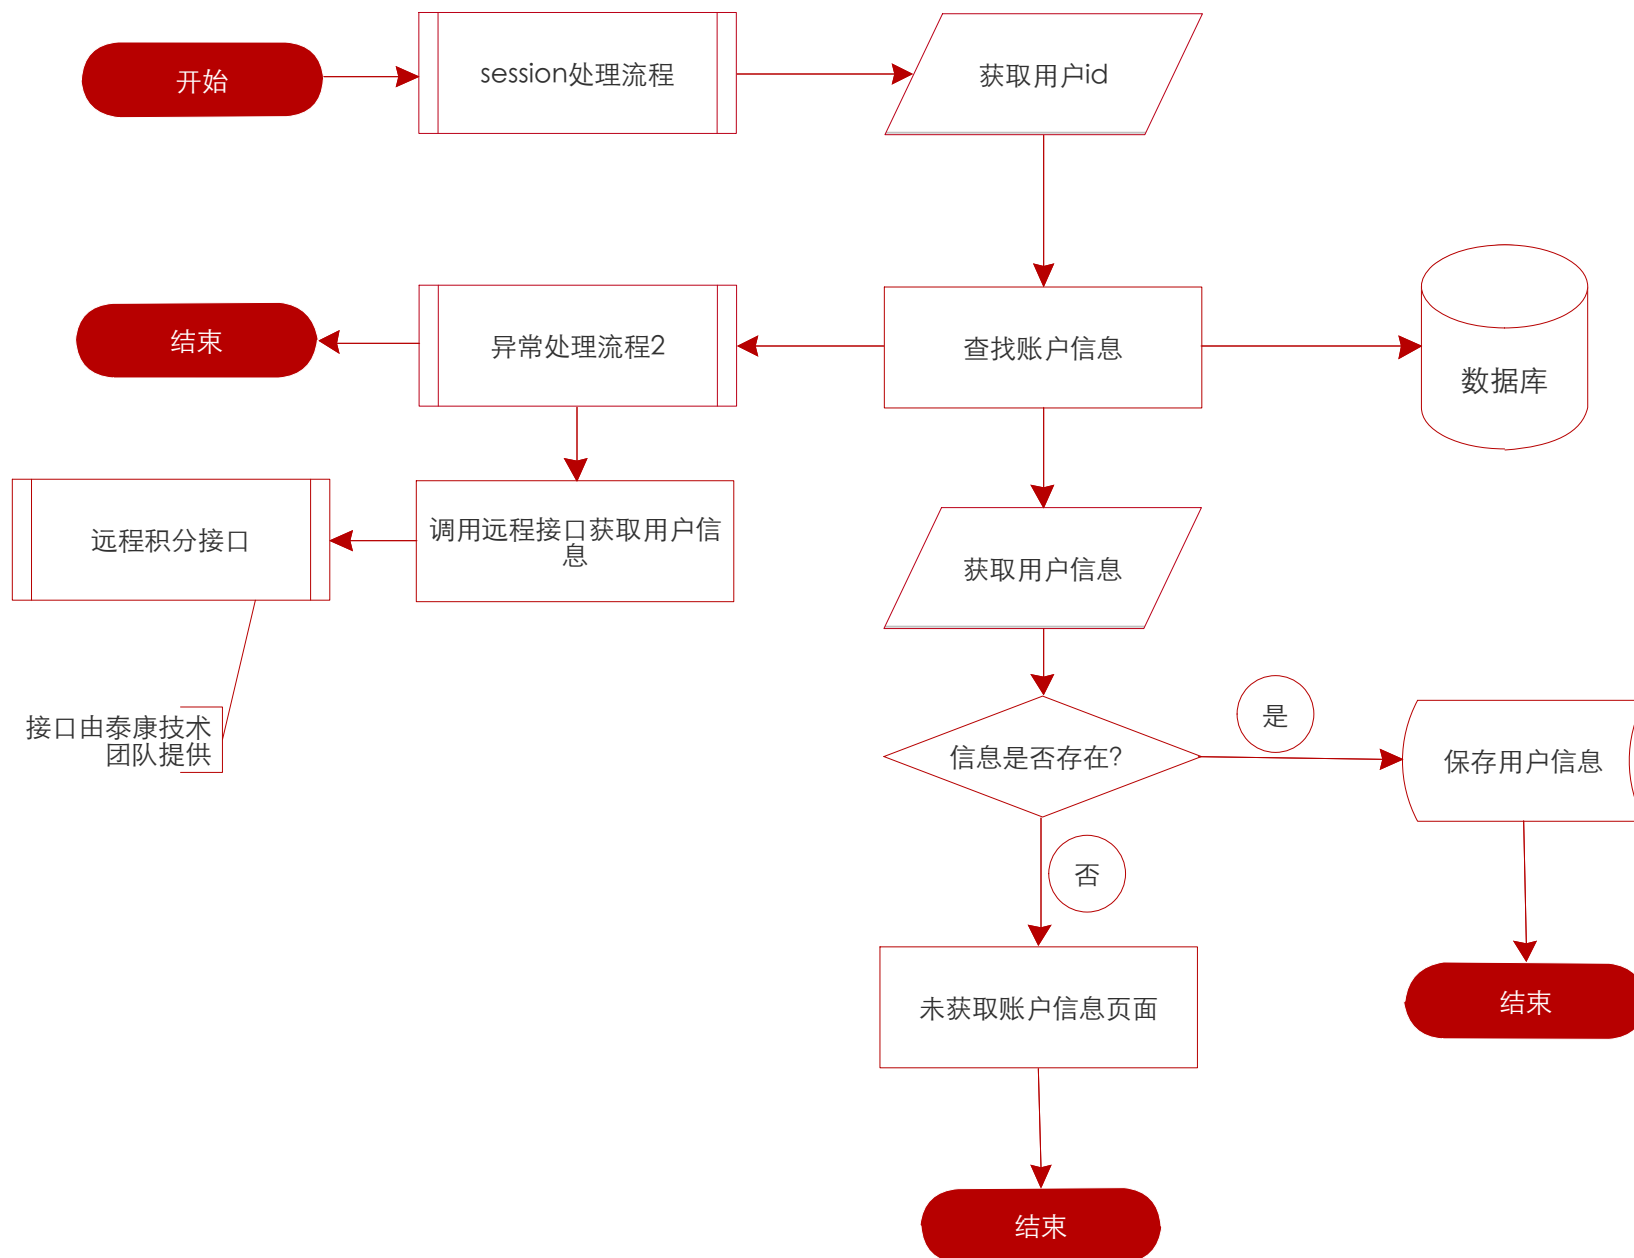 开始
session处理流程
获取用户id
结束
异常处理流程2
查找账户信息
数据库
远程积分接口
调用远程接口获取用户信
息
获取用户信息
接口由泰康技术
团队提供
信息是否存在?
是
保存用户信息
否
未获取账户信息页面
结束
结束